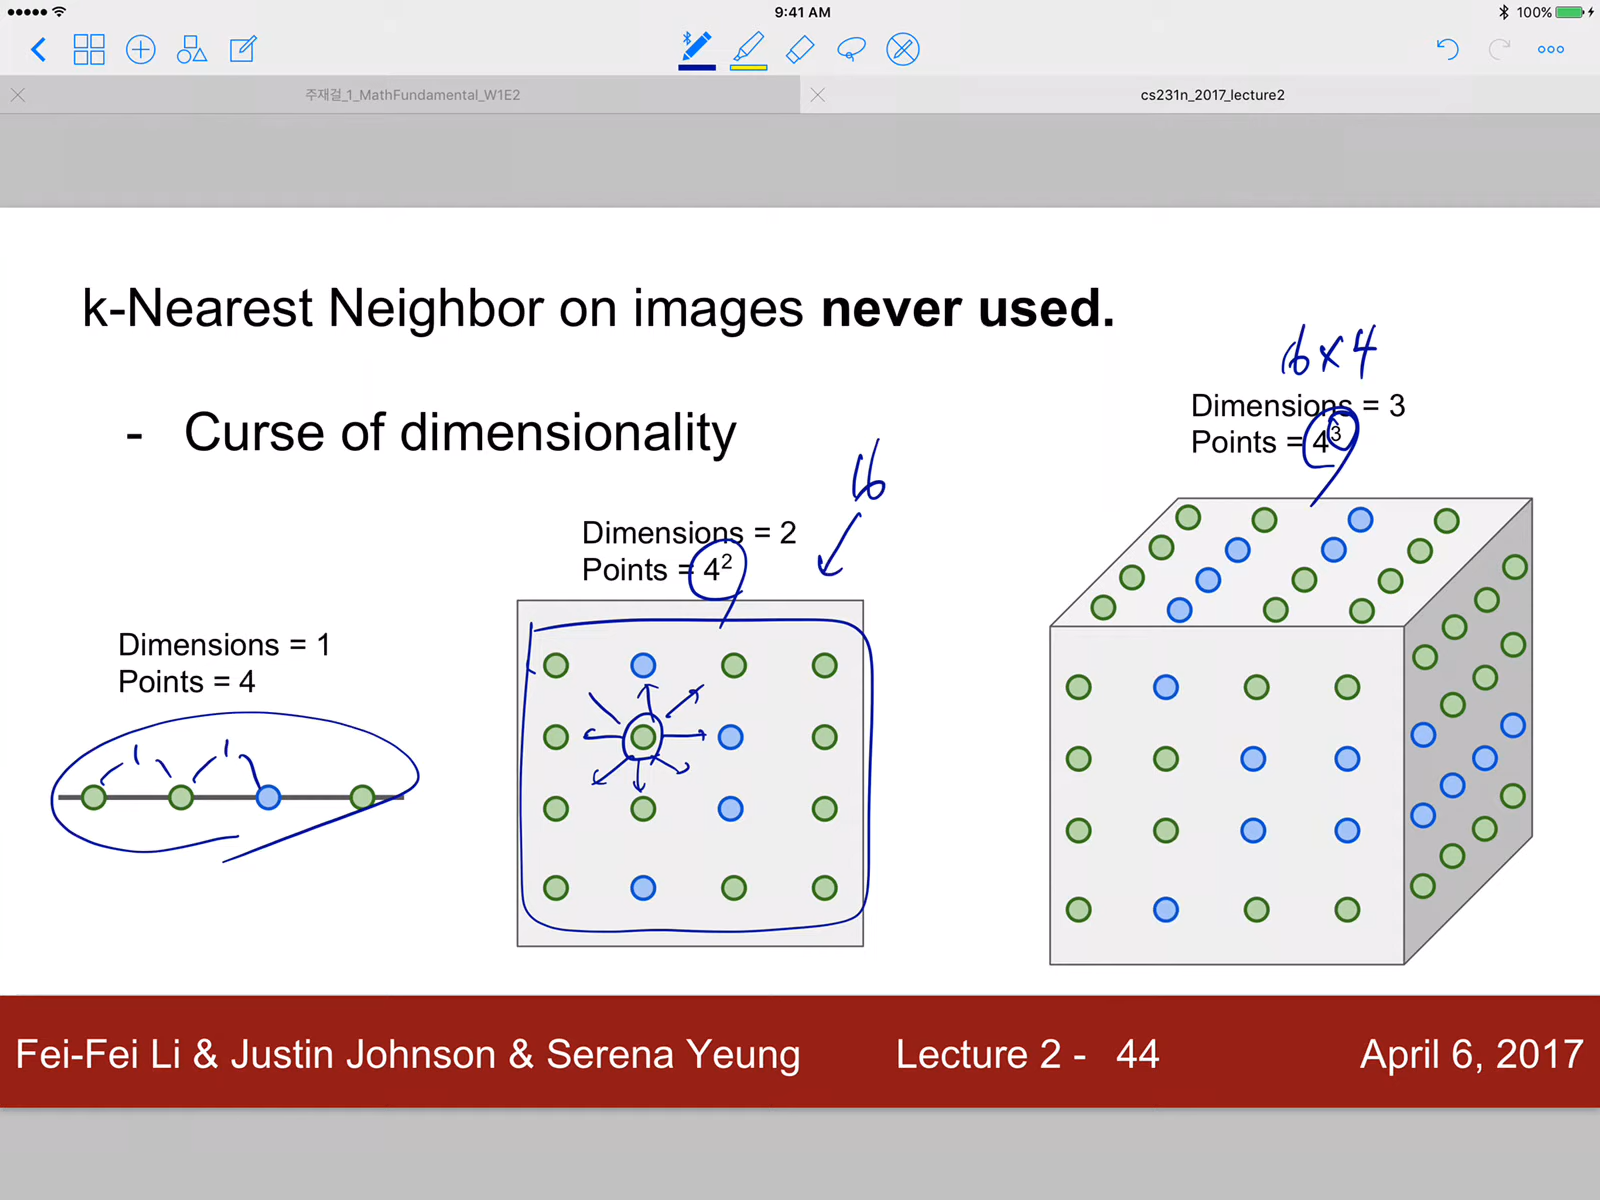 9:41 AM
100%
주재걸_1_MathFundamental_W1E2
cs231n_2017_lecture2
k-Nearest Neighbor on images never used.
16 x 4
- Curse of dimensionality
Dimensions = 3
Points = 4³
16
Dimensions = 2
Points = 4²
Dimensions = 1
Points = 4
1 1
Fei-Fei Li & Justin Johnson & Serena Yeung
Lecture 2 - 44
April 6, 2017